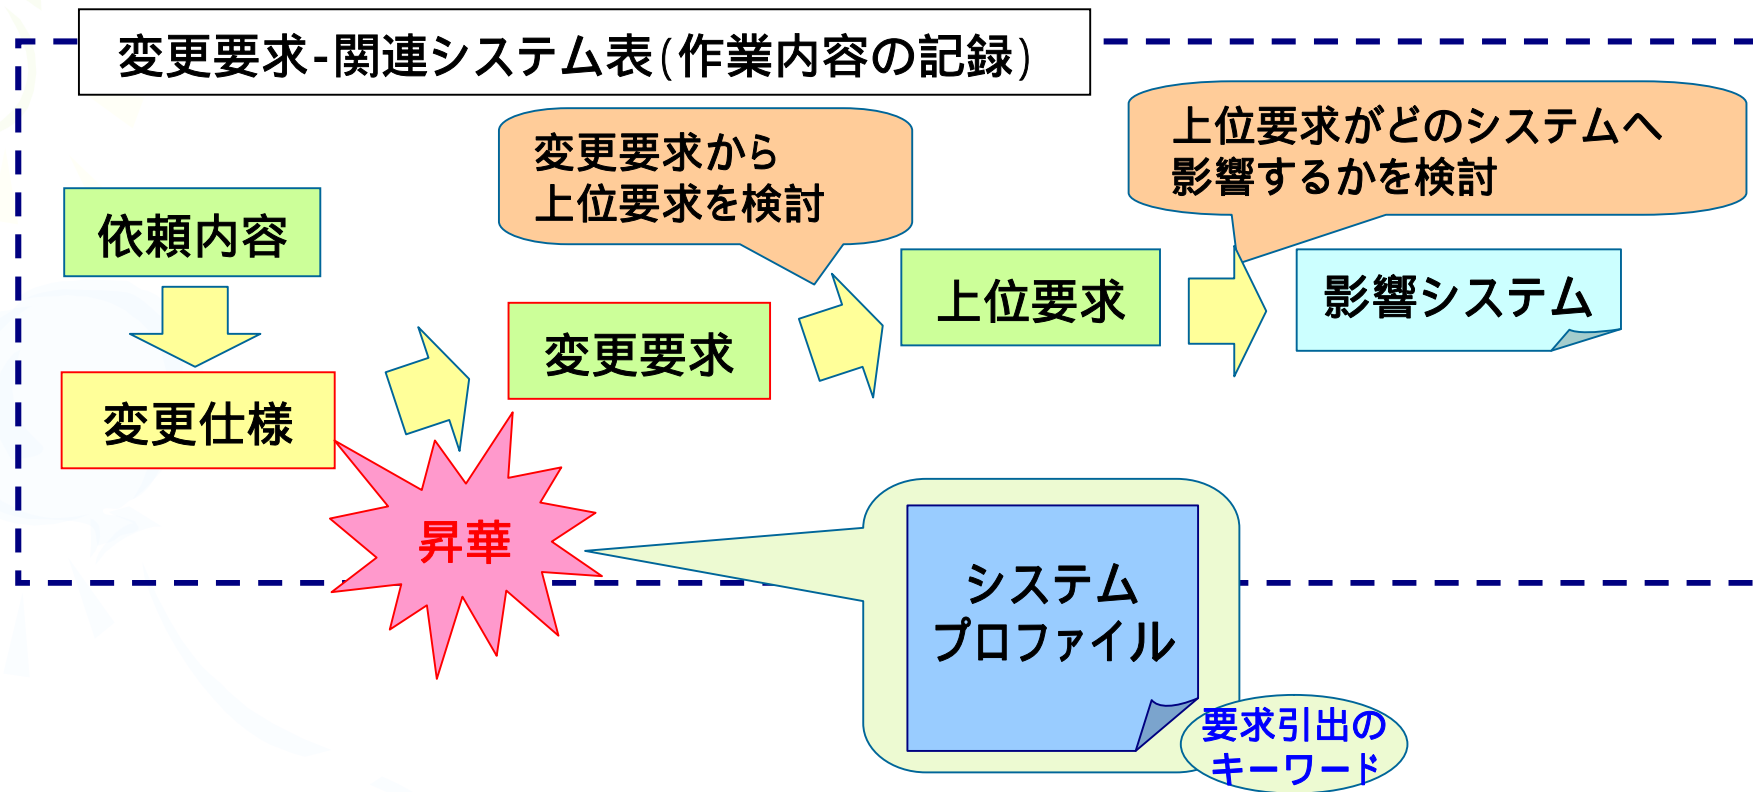 変更要求-関連システム表(作業内容の記録)
変更要求から
上位要求を検討
上位要求がどのシステムへ
影響するかを検討
依頼内容
変更仕様
変更要求
上位要求
影響システム
昇華
システム
プロファイル
要求引出の
キーワード